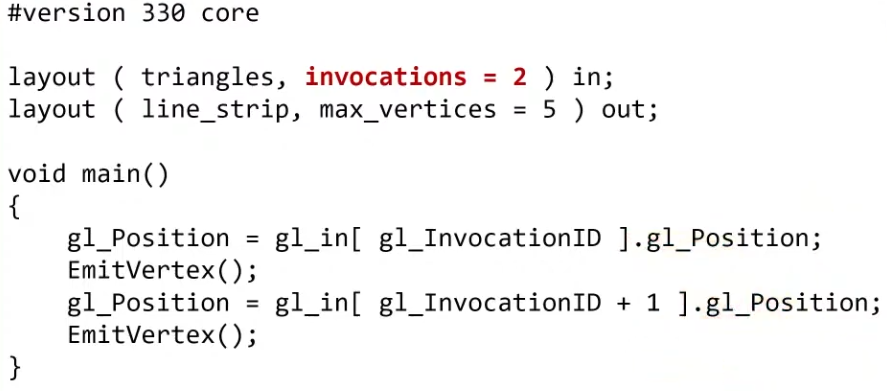 #version 330 core
layout ( triangles, invocations = 2 ) in;
layout ( line_strip, max_vertices = 5 ) out;
void main()
{
    gl_Position = gl_in[ gl_InvocationID ].gl_Position;
    EmitVertex();
    gl_Position = gl_in[ gl_InvocationID + 1 ].gl_Position;
    EmitVertex();
}